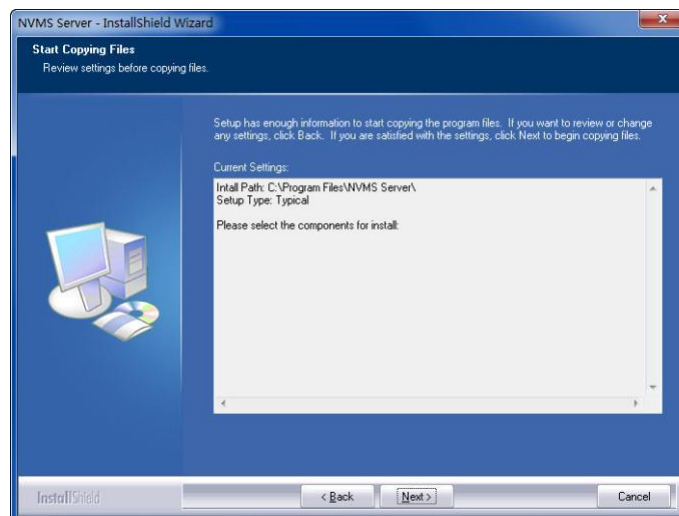 NVMS Server - InstallShield Wizard
Start Copying Files
Review settings before copying files.
Setup has enough information to start copying the program files. If you want to review or change
any settings, click Back. If you are satisfied with the settings, click Next to begin copying files.
Current Settings:
Intall Path: C:\Program Files\NVMS Server\
Setup Type: Typical
Please select the components for install:
InstallShield
< Back
Next >
Cancel